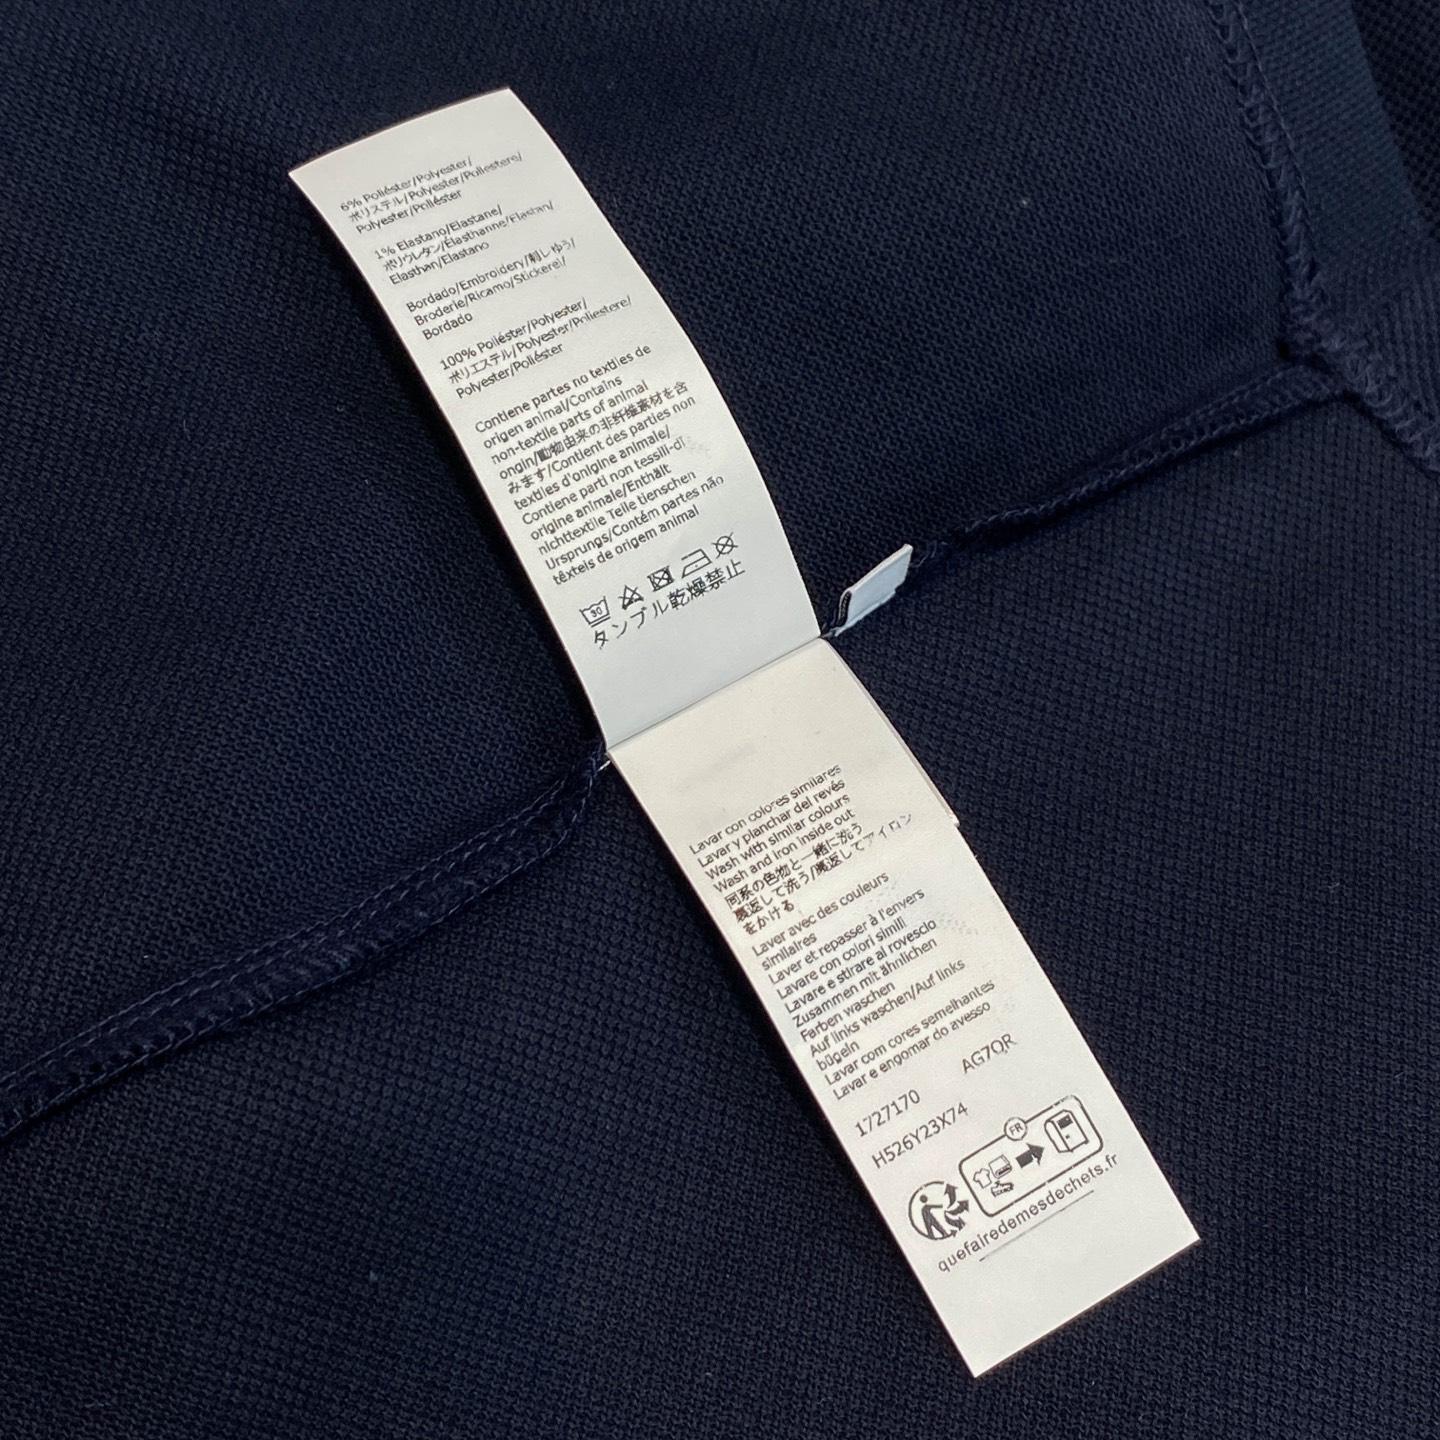 6% Poliéster/Polyester/
ポリエステル/Polyester/Poliestere/
Polyester/Poliéster
1% Elastano/Elastane/
ポリウレタン/Élasthanne/Elastan/
Elasthan/Elastano
Bordado/Embroidery/刺しゅう/
Broderie/Ricamo/Stickerei/
Bordado
100% Poliéster/Polyester/
ポリエステル/Polyester/Poliestere/
Polyester/Poliéster
Contiene partes no textiles de
origen animal/Contains
non-textile parts of animal
origin/動物由来の非繊維素材を含
みます/Contient des parties non
textiles d'origine animale/
Contiene parti non tessili di
origine animale/Enthält
nichttextile Teile tierischen
Ursprungs/Contém partes não
têxteis de origem animal
30
タンブル乾燥禁止
Lavar con colores similares
Lavar y planchar del revés
Wash with similar colours
Wash and iron inside out
同系の色物と一緒に洗う
裏返して洗う/裏返してアイロン
をかける
Laver avec des couleurs
similaires
Laver et repasser à l'envers
Lavare con colori simili
Lavare e stirare al rovescio
Zusammen mit ähnlichen
Farben waschen
Auf links waschen/Auf links
bügeln
Lavar com cores semelhantes
Lavar e engomar do avesso
AG7QR
1727170
H526Y23X74
FR
quefairedemesdechets.fr